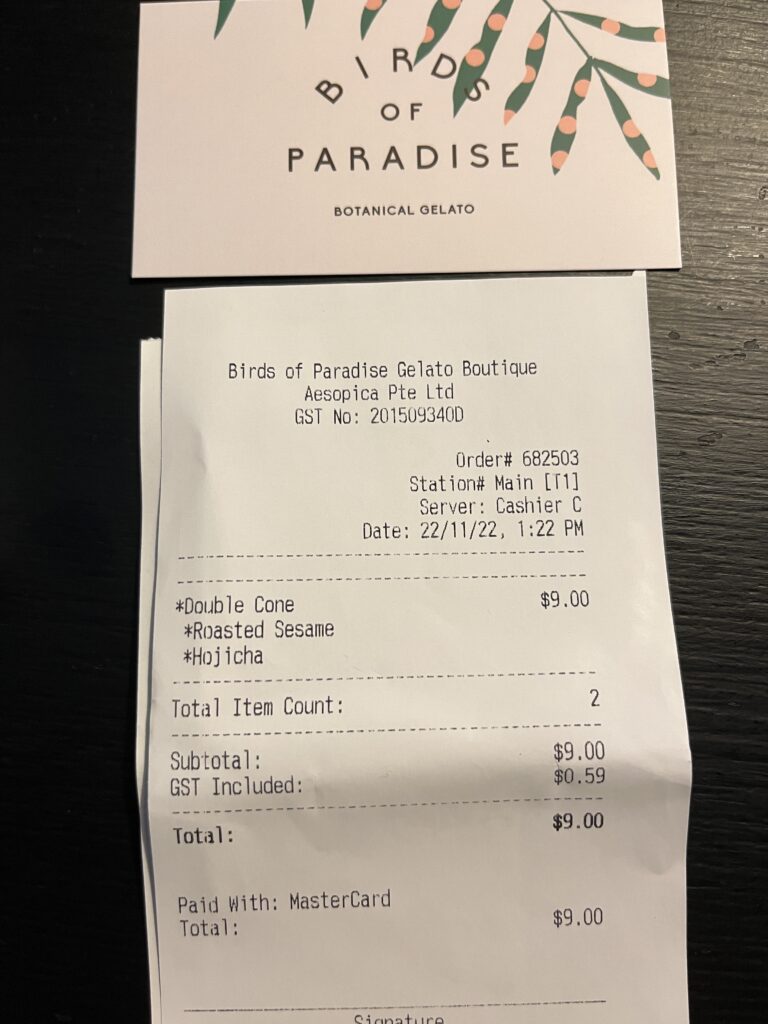 BIRDS
OF
PARADISE
BOTANICAL GELATO
Birds of Paradise Gelato Boutique
Aesopica Pte Ltd
GST No: 201509340D
Order# 682503
Station# Main [T1]
Server: Cashier C
Date: 22/11/22, 1:22 PM
*Double Cone $9.00
*Roasted Sesame
*Hojicha
Total Item Count: 2
Subtotal: $9.00
GST Included: $0.59
Total: $9.00
Paid With: MasterCard
Total: $9.00
Signature